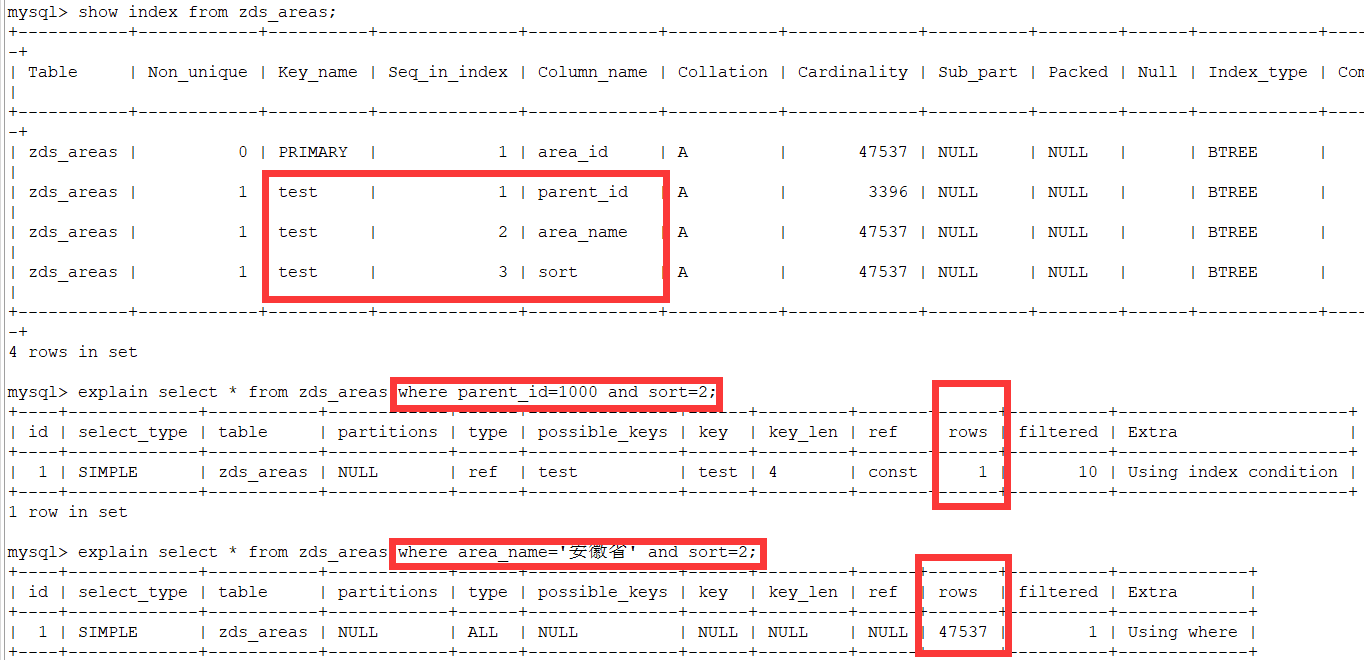 mysql> show index from zds_areas;
+-----------+------------+----------+--------------+-------------+-----------+-------------+----------+--------+------+------------+----
-+
| Table     | Non_unique | Key_name | Seq_in_index | Column_name | Collation | Cardinality | Sub_part | Packed | Null | Index_type | Com
|
+-----------+------------+----------+--------------+-------------+-----------+-------------+----------+--------+------+------------+----
-+
| zds_areas |          0 | PRIMARY  |            1 | area_id     | A         |       47537 | NULL     | NULL   |      | BTREE      |
|
| zds_areas |          1 | test     |            1 | parent_id   | A         |        3396 | NULL     | NULL   |      | BTREE      |
|
| zds_areas |          1 | test     |            2 | area_name   | A         |       47537 | NULL     | NULL   |      | BTREE      |
|
| zds_areas |          1 | test     |            3 | sort        | A         |       47537 | NULL     | NULL   |      | BTREE      |
|
+-----------+------------+----------+--------------+-------------+-----------+-------------+----------+--------+------+------------+----
-+
4 rows in set
mysql> explain select * from zds_areas where parent_id=1000 and sort=2;
+----+-------------+-----------+------------+------+---------------+------+---------+-------+------+----------+-----------------------+
| id | select_type | table     | partitions | type | possible_keys | key  | key_len | ref   | rows | filtered | Extra                 |
+----+-------------+-----------+------------+------+---------------+------+---------+-------+------+----------+-----------------------+
|  1 | SIMPLE      | zds_areas | NULL       | ref  | test          | test | 4       | const |    1 |       10 | Using index condition |
+----+-------------+-----------+------------+------+---------------+------+---------+-------+------+----------+-----------------------+
1 row in set
mysql> explain select * from zds_areas where area_name='安徽省' and sort=2;
+----+-------------+-----------+------------+------+---------------+------+---------+------+-------+----------+-------------+
| id | select_type | table     | partitions | type | possible_keys | key  | key_len | ref  | rows  | filtered | Extra       |
+----+-------------+-----------+------------+------+---------------+------+---------+------+-------+----------+-------------+
|  1 | SIMPLE      | zds_areas | NULL       | ALL  | NULL          | NULL | NULL    | NULL | 47537 |        1 | Using where |
+----+-------------+-----------+------------+------+---------------+------+---------+------+-------+----------+-------------+